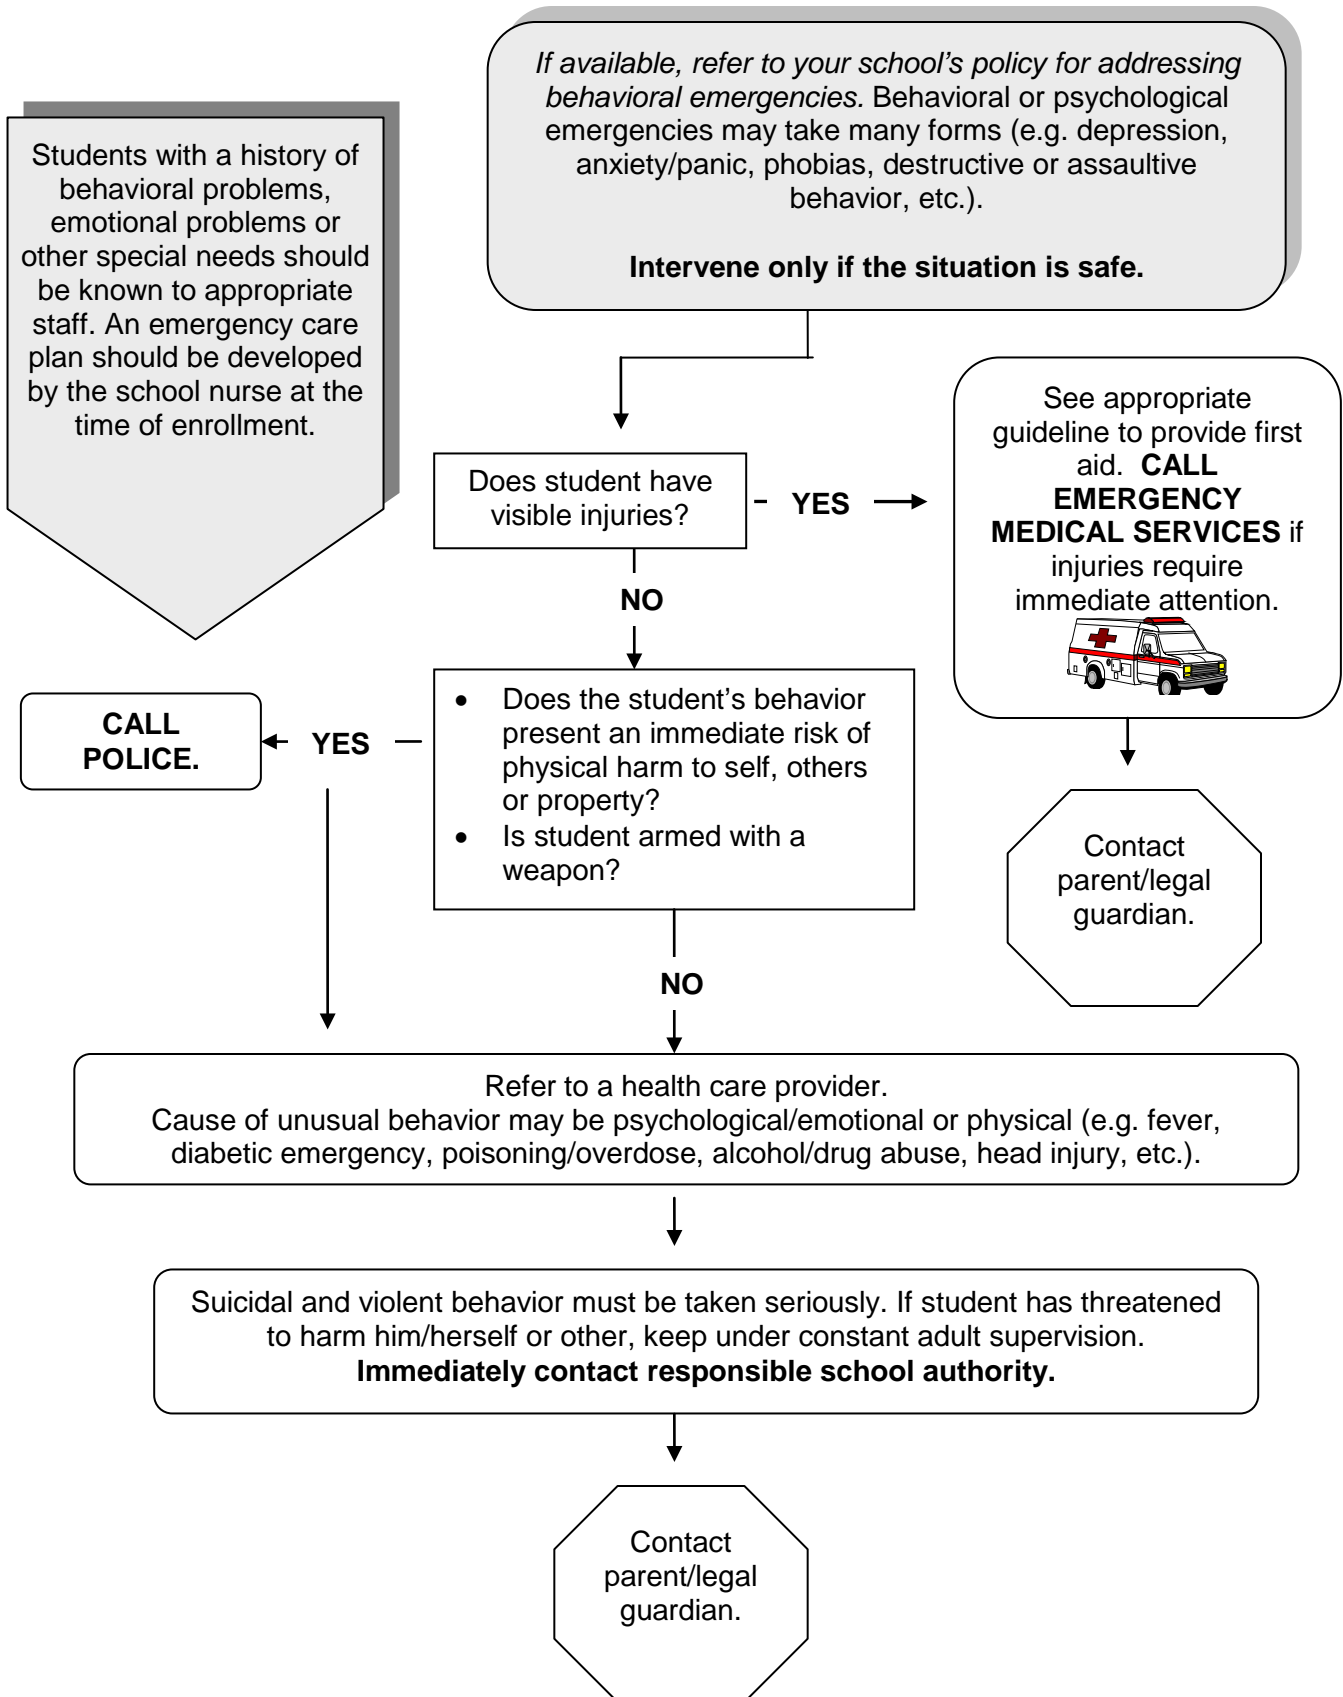 If available, refer to your school's policy for addressing
behavioral emergencies. Behavioral or psychological
emergencies may take many forms (e.g. depression,
anxiety/panic, phobias, destructive or assaultive
behavior, etc.).
Intervene only if the situation is safe.
Students with a history of
behavioral problems,
emotional problems or
other special needs should
be known to appropriate
staff. An emergency care
plan should be developed
by the school nurse at the
time of enrollment.
Does student have
visible injuries?
YES
See appropriate
guideline to provide first
aid. CALL
EMERGENCY
MEDICAL SERVICES if
injuries require
immediate attention.
NO
Contact
parent/legal
guardian.
• Does the student's behavior
present an immediate risk of
physical harm to self, others
or property?
• Is student armed with a
weapon?
YES
CALL
POLICE.
NO
Refer to a health care provider.
Cause of unusual behavior may be psychological/emotional or physical (e.g. fever,
diabetic emergency, poisoning/overdose, alcohol/drug abuse, head injury, etc.).
Suicidal and violent behavior must be taken seriously. If student has threatened
to harm him/herself or other, keep under constant adult supervision.
Immediately contact responsible school authority.
Contact
parent/legal
guardian.